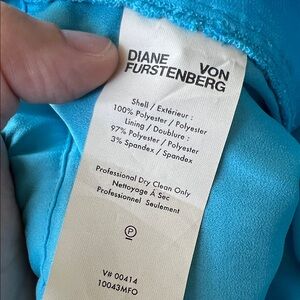 DIANE VON
FURSTENBERG
Shell / Extérieur :
100% Polyester / Polyester
Lining / Doublure :
97% Polyester / Polyester
3% Spandex / Spandex
Professional Dry Clean Only
Nettoyage À Sec
Professionnel Seulement
P
V# 00414
10043MFO